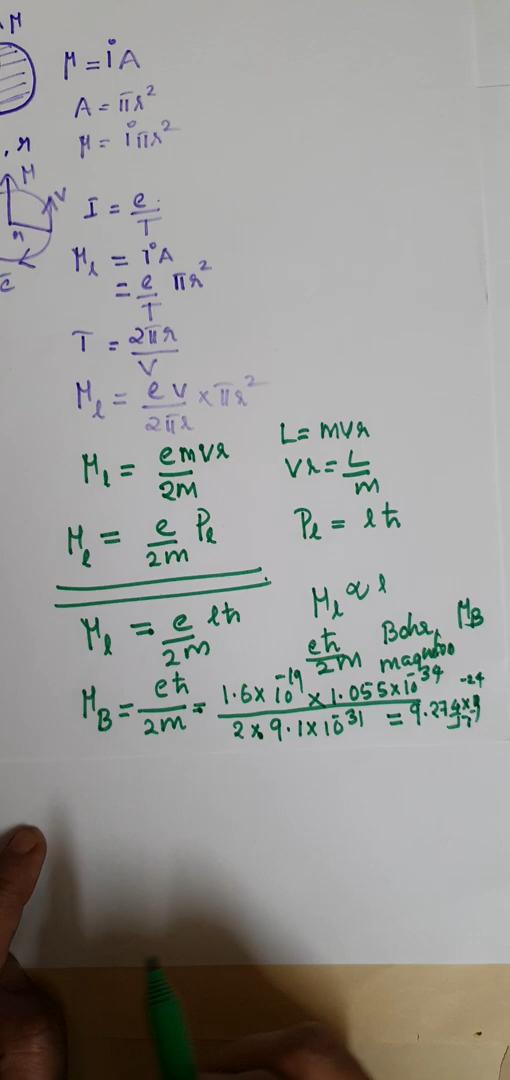 μ
μ = iA
A = πr²
, r μ = iπr²
μ
v
I = e/T
r
μₗ = iA
ē
= e/T πr²
T = 2πr/v
μₗ = ev/2πr × πr²
L = mvr
μₗ = emvr/2m
vr = L/m
μₗ = e/2m Pₗ
Pₗ = lħ
μₗ ∝ l
μₗ = e/2m lħ
eħ/2m Bohr magneton μB
μB = eħ/2m = 1.6×10⁻¹⁹ × 1.055×10⁻³⁴ / 2×9.1×10⁻³¹ = 9.274×